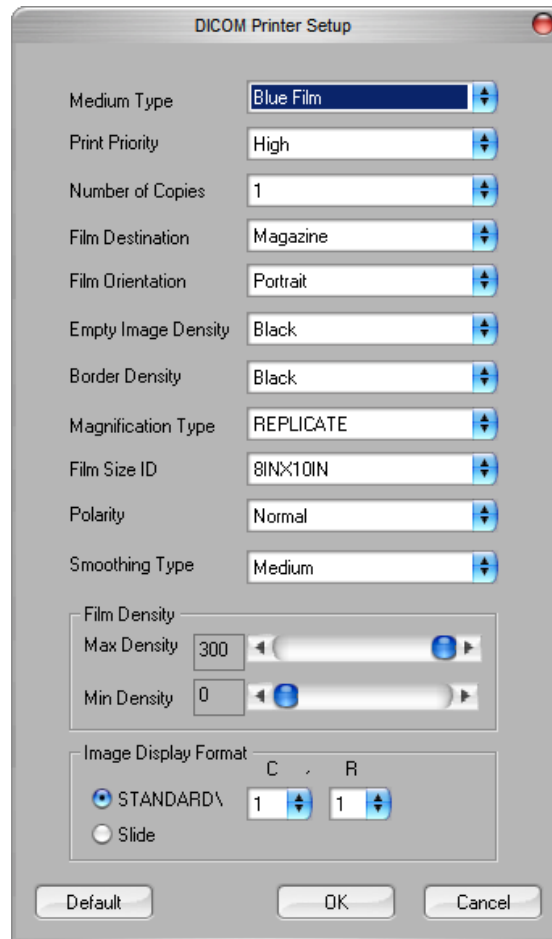 DICOM Printer Setup
Medium Type Blue Film
Print Priority High
Number of Copies 1
Film Destination Magazine
Film Orientation Portrait
Empty Image Density Black
Border Density Black
Magnification Type REPLICATE
Film Size ID 8INX10IN
Polarity Normal
Smoothing Type Medium
Film Density
Max Density 300
Min Density 0
Image Display Format
C , R
STANDARD\ 1 1
Slide
Default OK Cancel